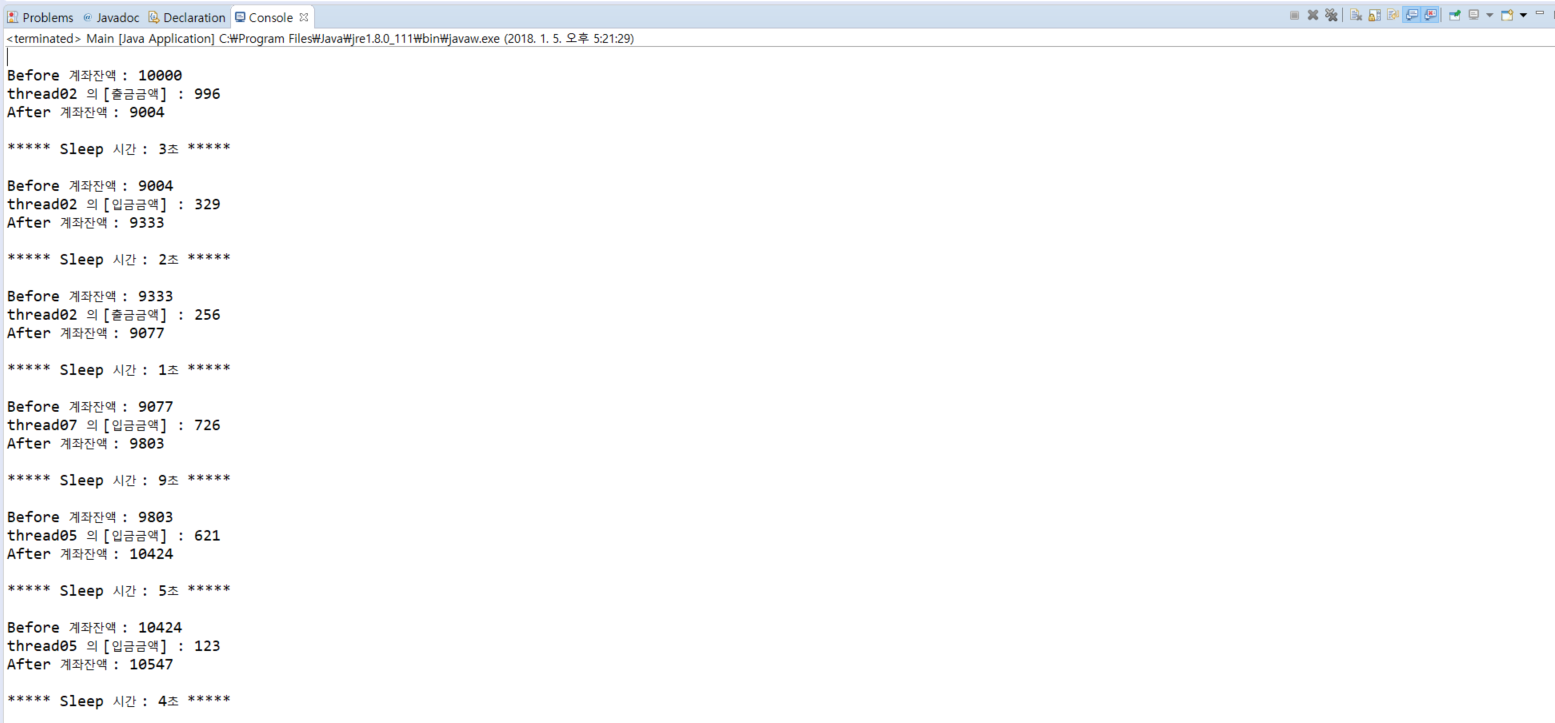 Problems Javadoc Declaration Console
<terminated> Main [Java Application] C:₩Program Files₩Java₩jre1.8.0_111₩bin₩javaw.exe (2018. 1. 5. 오후 5:21:29)
Before 계좌잔액 : 10000
thread02 의 [출금금액] : 996
After 계좌잔액 : 9004
***** Sleep 시간 : 3초 *****
Before 계좌잔액 : 9004
thread02 의 [입금금액] : 329
After 계좌잔액 : 9333
***** Sleep 시간 : 2초 *****
Before 계좌잔액 : 9333
thread02 의 [출금금액] : 256
After 계좌잔액 : 9077
***** Sleep 시간 : 1초 *****
Before 계좌잔액 : 9077
thread07 의 [입금금액] : 726
After 계좌잔액 : 9803
***** Sleep 시간 : 9초 *****
Before 계좌잔액 : 9803
thread05 의 [입금금액] : 621
After 계좌잔액 : 10424
***** Sleep 시간 : 5초 *****
Before 계좌잔액 : 10424
thread05 의 [입금금액] : 123
After 계좌잔액 : 10547
***** Sleep 시간 : 4초 *****